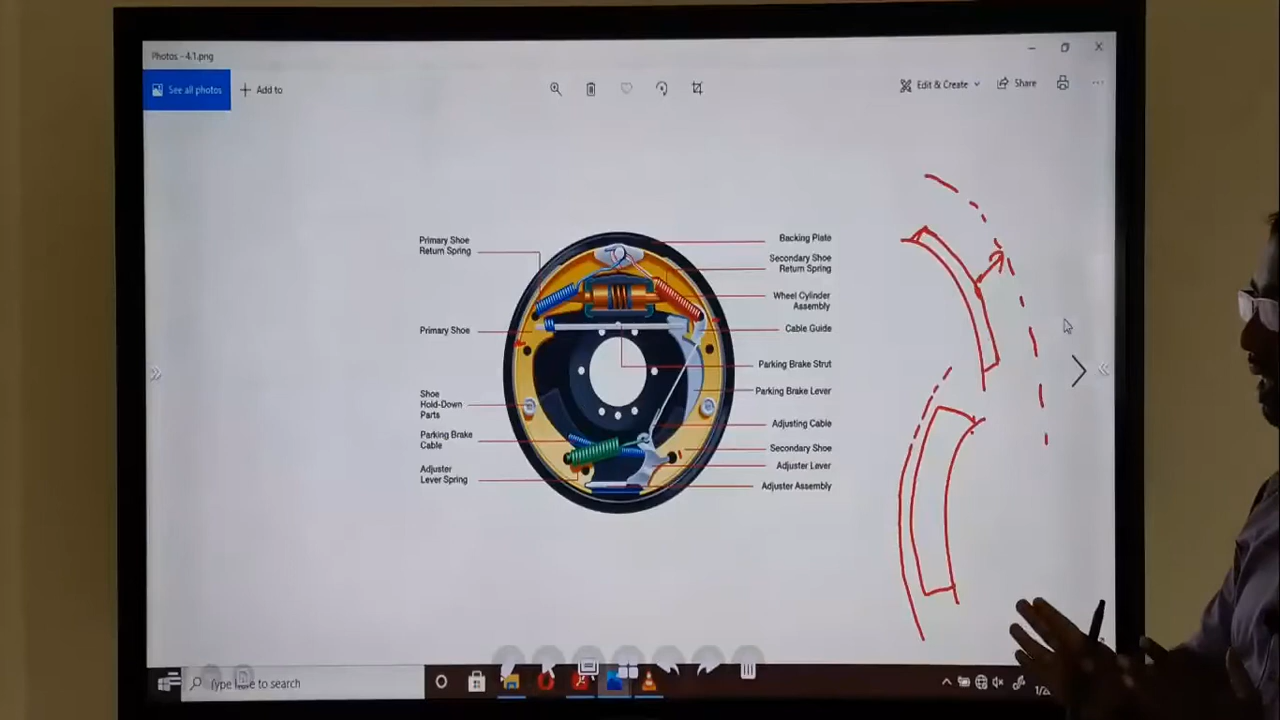 Photos - 4.1.png
See all photos
Add to
Edit & Create
Share
Primary Shoe
Return Spring
Primary Shoe
Shoe
Hold-Down
Parts
Parking Brake
Cable
Adjuster
Lever Spring
Backing Plate
Secondary Shoe
Return Spring
Wheel Cylinder
Assembly
Cable Guide
Parking Brake Strut
Parking Brake Lever
Adjusting Cable
Secondary Shoe
Adjuster Lever
Adjuster Assembly
Type here to search